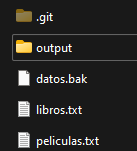 .git
output
datos.bak
libros.txt
peliculas.txt